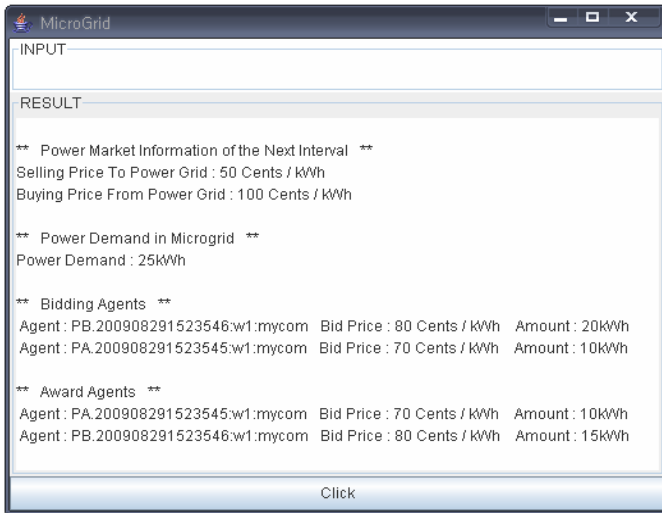 MicroGrid
INPUT
RESULT
** Power Market Information of the Next Interval **
Selling Price To Power Grid : 50 Cents / kWh
Buying Price From Power Grid : 100 Cents / kWh
** Power Demand in Microgrid **
Power Demand : 25kWh
** Bidding Agents **
Agent : PB.200908291523546:w1:mycom Bid Price : 80 Cents / kWh Amount : 20kWh
Agent : PA.200908291523545:w1:mycom Bid Price : 70 Cents / kWh Amount : 10kWh
** Award Agents **
Agent : PA.200908291523545:w1:mycom Bid Price : 70 Cents / kWh Amount : 10kWh
Agent : PB.200908291523546:w1:mycom Bid Price : 80 Cents / kWh Amount : 15kWh
Click